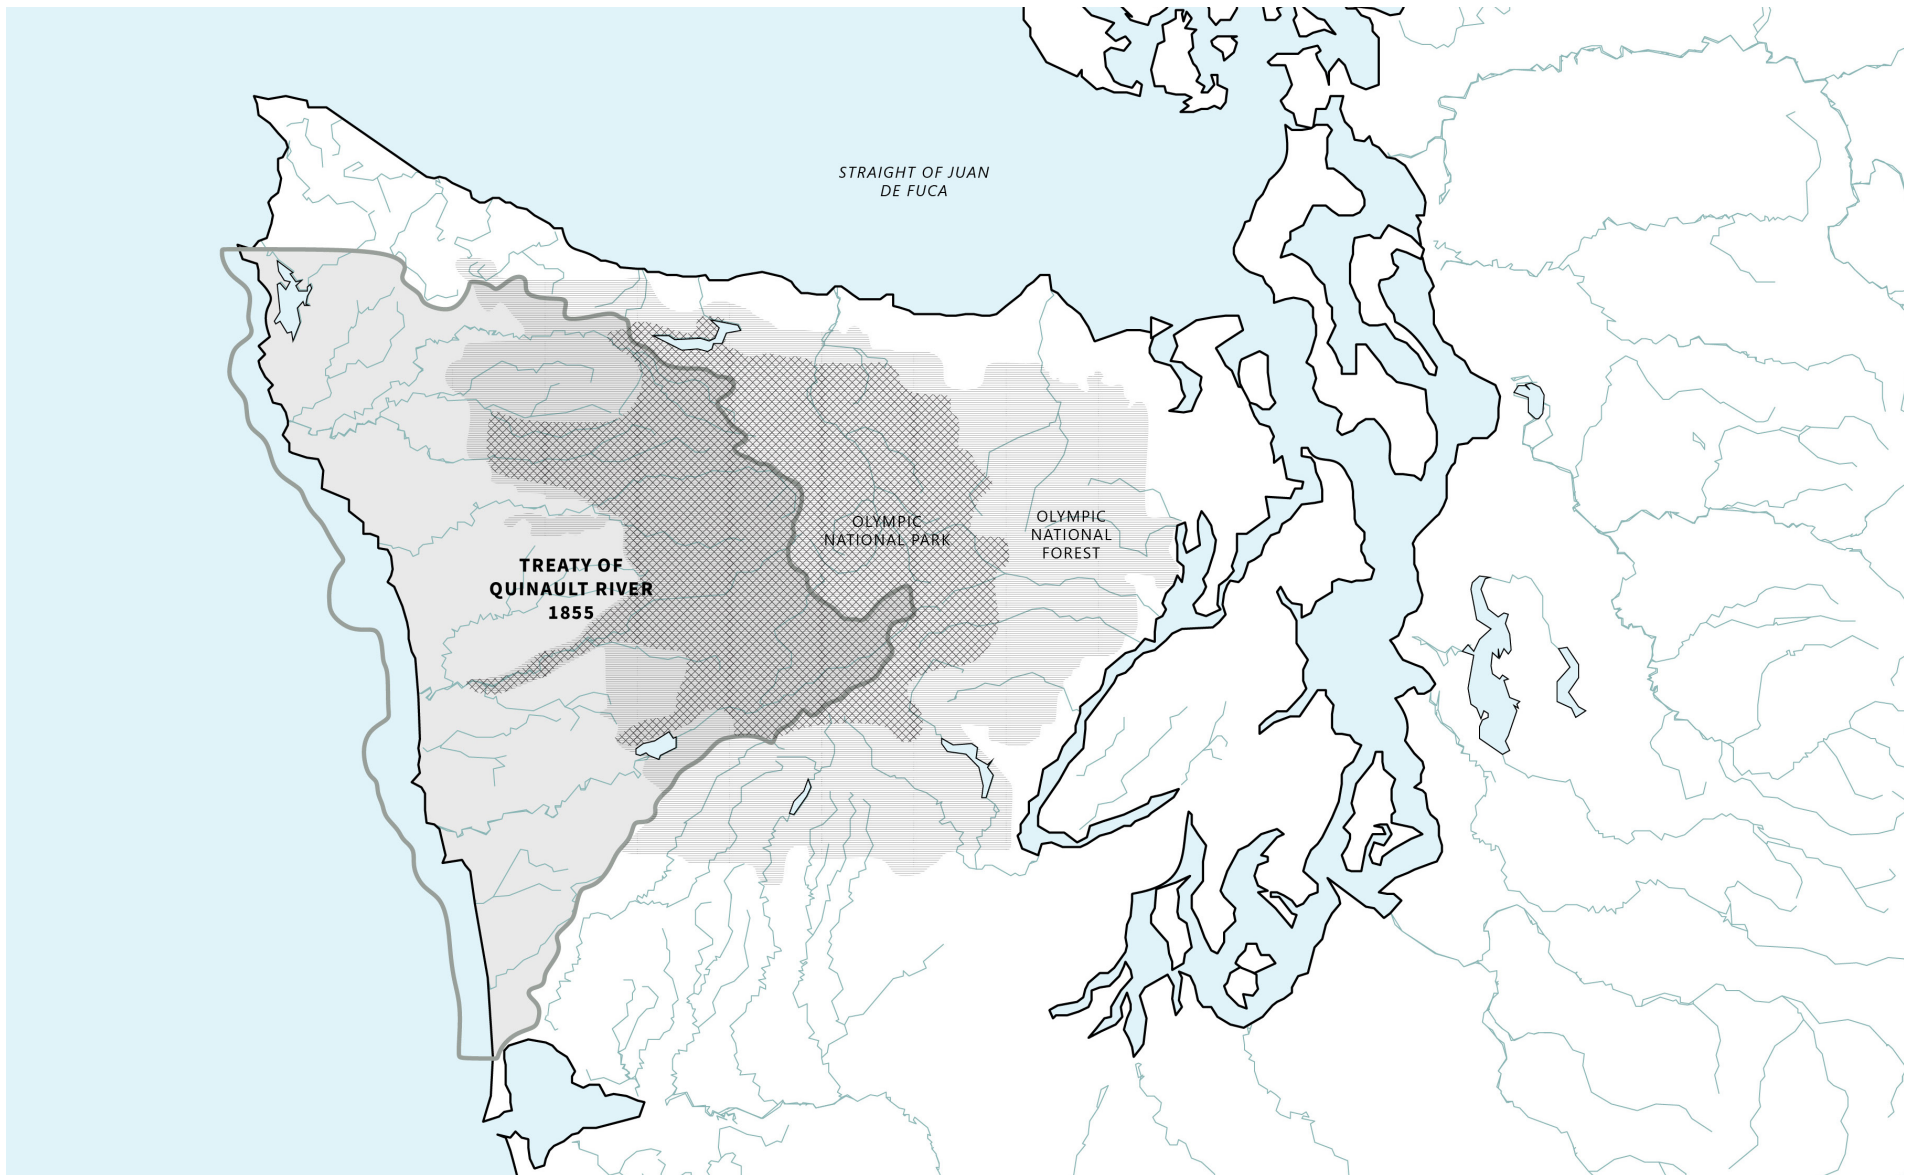 STRAIGHT OF JUAN
DE FUCA
OLYMPIC
NATIONAL PARK
OLYMPIC
NATIONAL
FOREST
TREATY OF
QUINAULT RIVER
1855